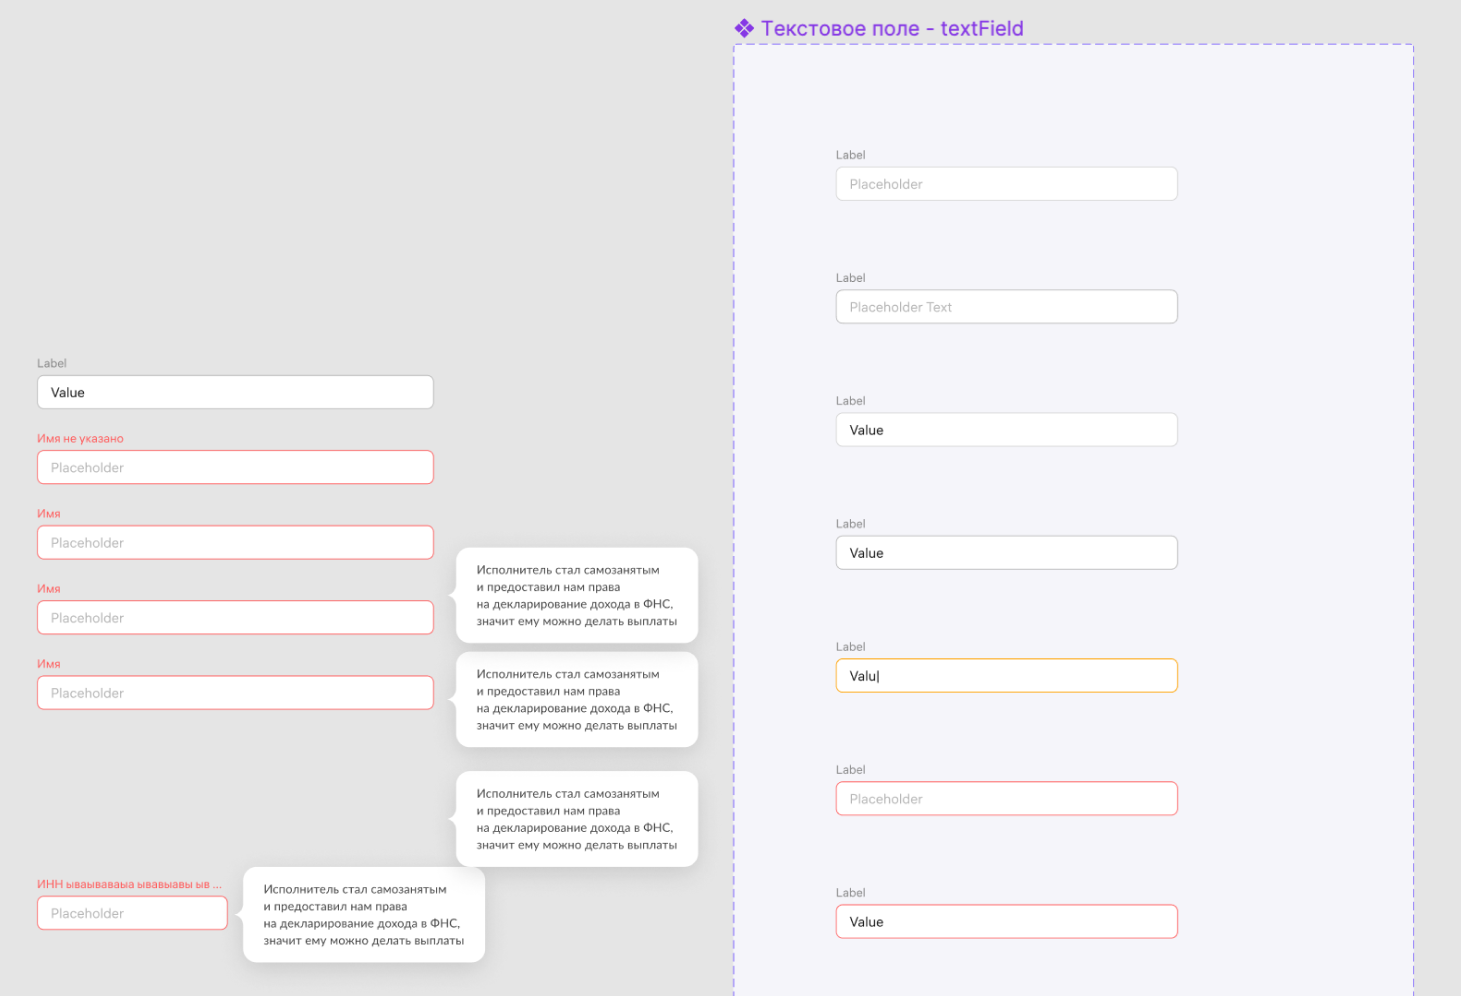 Текстовое поле - textField
Label
Placeholder
Label
Placeholder Text
Label
Value
Label
Value
Label
Valu|
Label
Placeholder
Label
Value
Label
Value
Имя не указано
Placeholder
Имя
Placeholder
Имя
Placeholder
Имя
Placeholder
Исполнитель стал самозанятым
и предоставил нам права
на декларирование дохода в ФНС,
значит ему можно делать выплаты
Исполнитель стал самозанятым
и предоставил нам права
на декларирование дохода в ФНС,
значит ему можно делать выплаты
Исполнитель стал самозанятым
и предоставил нам права
на декларирование дохода в ФНС,
значит ему можно делать выплаты
ИНН ываываваыа ывавыавы ыв ...
Placeholder
Исполнитель стал самозанятым
и предоставил нам права
на декларирование дохода в ФНС,
значит ему можно делать выплаты